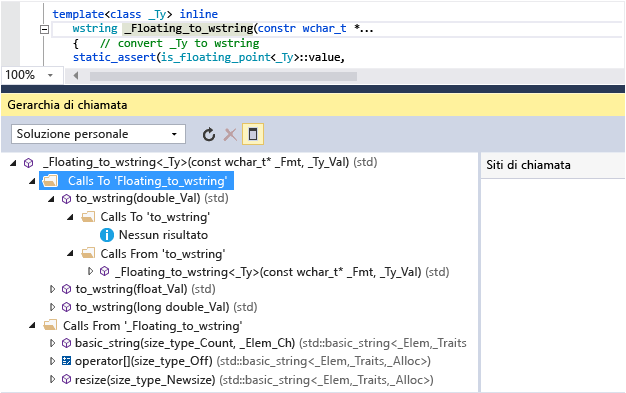 template<class _Ty> inline
wstring _Floating_to_wstring(constr wchar_t *...
{ // convert _Ty to wstring
static_assert(is_floating_point<_Ty>::value,
100%
Gerarchia di chiamata
Soluzione personale
_Floating_to_wstring<_Ty>(const wchar_t* _Fmt, _Ty_Val) (std)
Siti di chiamata
Calls To 'Floating_to_wstring'
to_wstring(double_Val) (std)
Calls To 'to_wstring'
Nessun risultato
Calls From 'to_wstring'
_Floating_to_wstring<_Ty>(const wchar_t* _Fmt, _Ty_Val) (std)
to_wstring(float_Val) (std)
to_wstring(long double_Val) (std)
Calls From '_Floating_to_wstring'
basic_string(size_type_Count, _Elem_Ch) (std::basic_string<_Elem,_Traits
operator[](size_type_Off) (std::basic_string<_Elem,_Traits,_Alloc>)
resize(size_type_Newsize) (std::basic_string<_Elem,_Traits,_Alloc>)